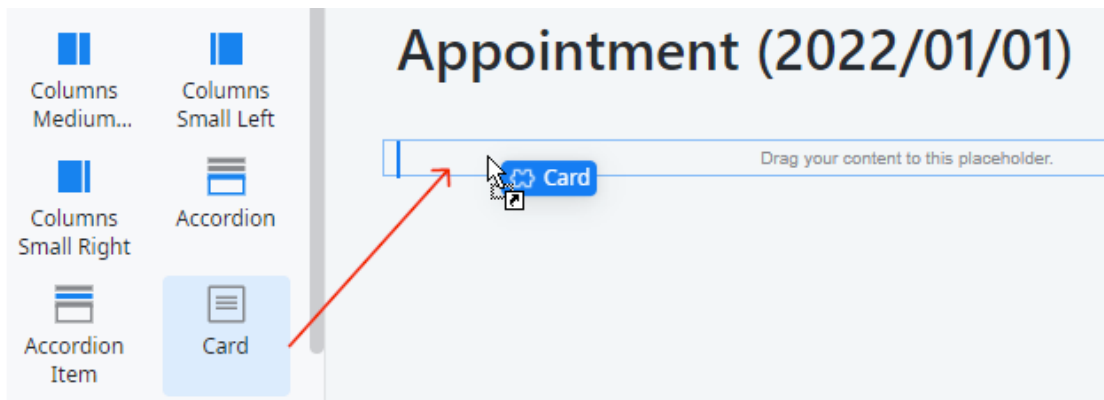 Columns
Medium...
Columns
Small Left
Columns
Small Right
Accordion
Accordion
Item
Card
Appointment (2022/01/01)
Drag your content to this placeholder.
Card